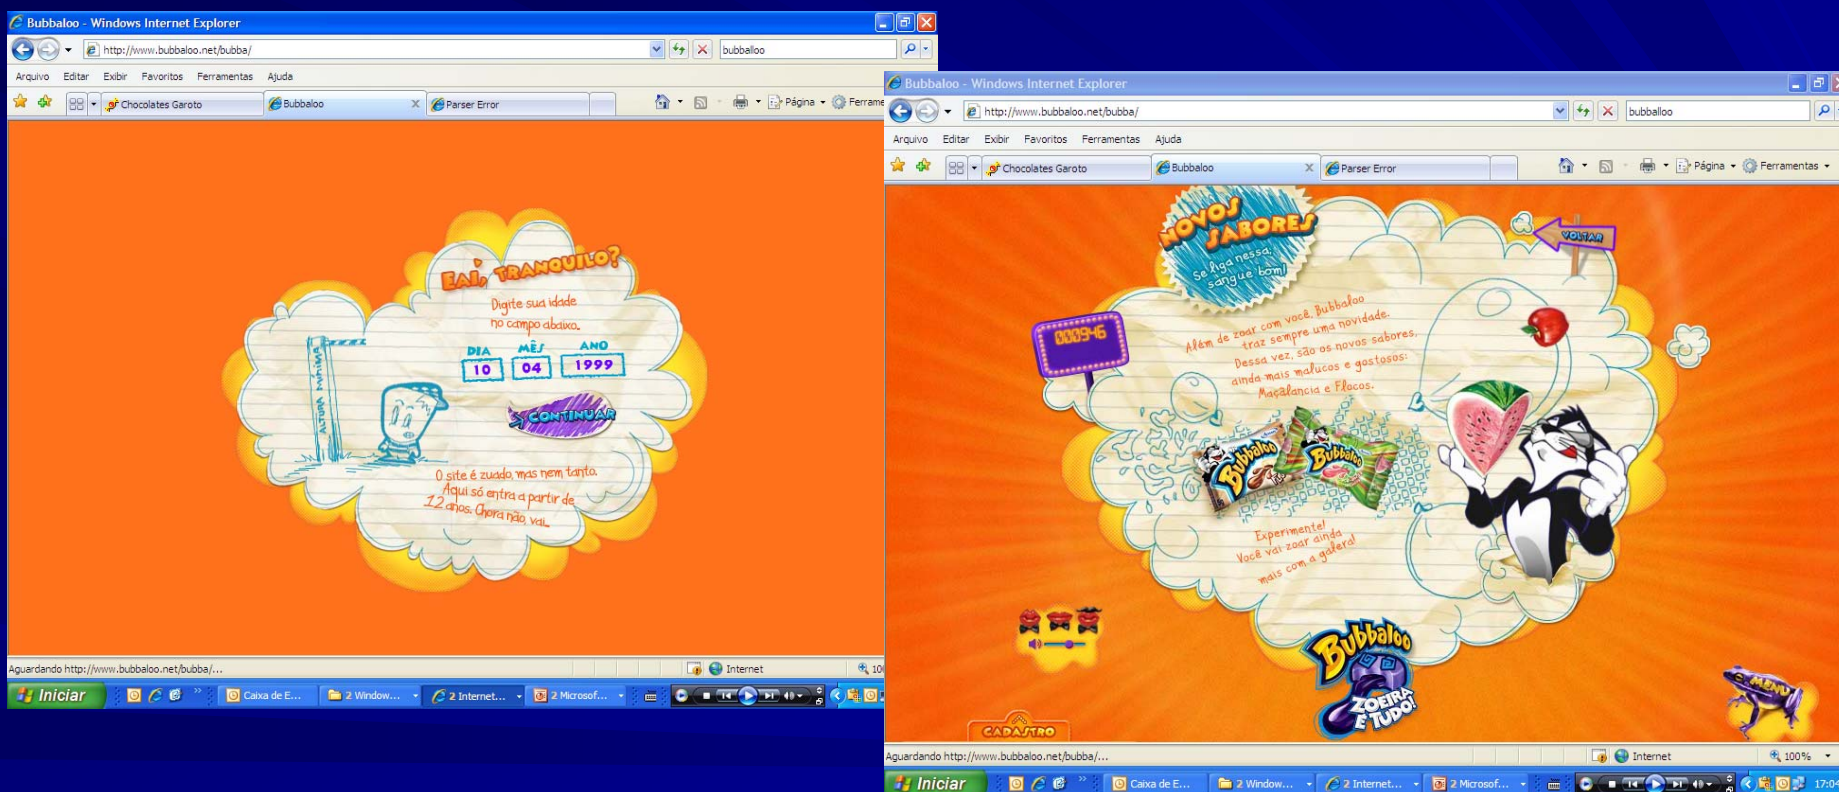 Bubbaloo - Windows Internet Explorer
http://www.bubbaloo.net/bubba/
bubballoo
Arquivo Editar Exibir Favoritos Ferramentas Ajuda
Chocolates Garoto
Bubbaloo
Parser Error
Página
EAÍ, TRANQUILO?
Digite sua idade
no campo abaixo.
DIA MÊS ANO
10 04 1999
CONTINUAR
ALTURA MÍNIMA
O site é zuado, mas nem tanto.
Aqui só entra a partir de
12 anos. Chora não, vai...
Aguardando http://www.bubbaloo.net/bubba/...
Internet
Iniciar
Caixa de E...
2 Window...
2 Internet...
2 Microsof...
Bubbaloo - Windows Internet Explorer
http://www.bubbaloo.net/bubba/
bubballoo
Arquivo Editar Exibir Favoritos Ferramentas Ajuda
Chocolates Garoto
Bubbaloo
Parser Error
Página
Ferramentas
NOVOS
SABORES
Se liga nessa,
sangue bom!
VOLTAR
000946
Além de zoar com você, Bubbaloo
traz sempre uma novidade.
Dessa vez, são os novos sabores,
ainda mais malucos e gostosos:
Maçalancia e Flocos.
Bubbaloo
Bubbaloo
Experimente!
Você vai zoar ainda
mais com a galera!
Bubbaloo
ZOEIRA
É TUDO!
MENU
CADASTRO
Aguardando http://www.bubbaloo.net/bubba/...
Internet
100%
Iniciar
Caixa de E...
2 Window...
2 Internet...
2 Microsof...